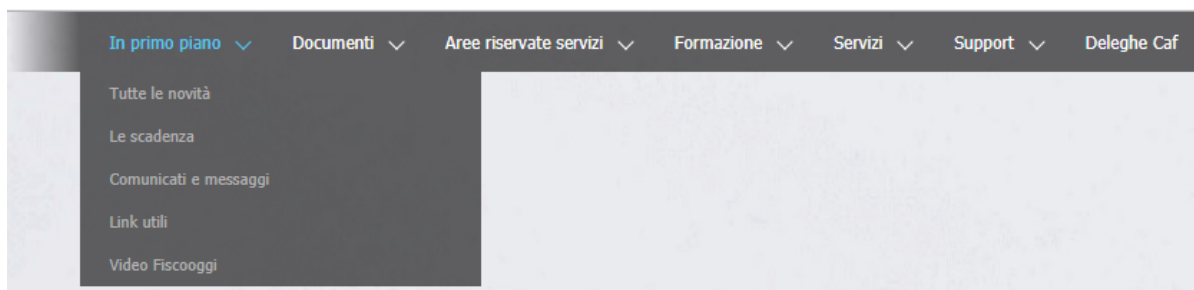 In primo piano Documenti Aree riservate servizi Formazione Servizi Support Deleghe Caf
Tutte le novità
Le scadenza
Comunicati e messaggi
Link utili
Video Fiscooggi